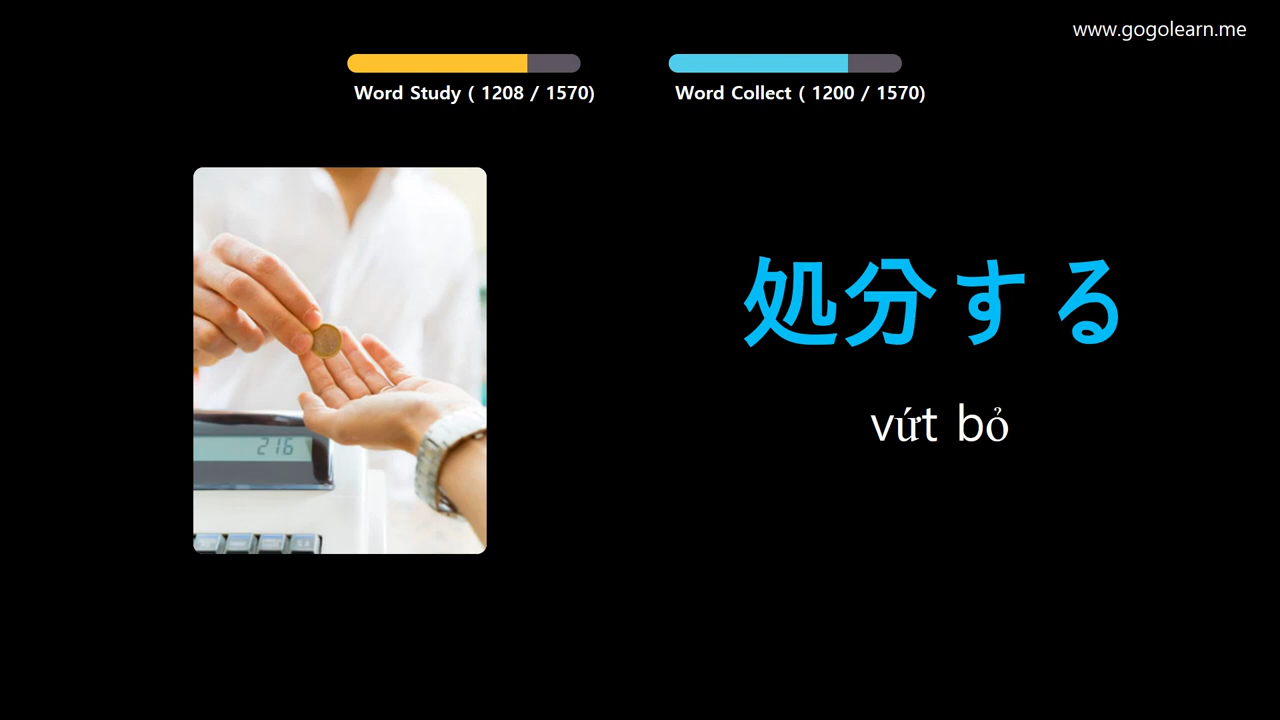 www.gogolearn.me
Word Study ( 1208 / 1570)
Word Collect ( 1200 / 1570)
216
処分する
vứt bỏ